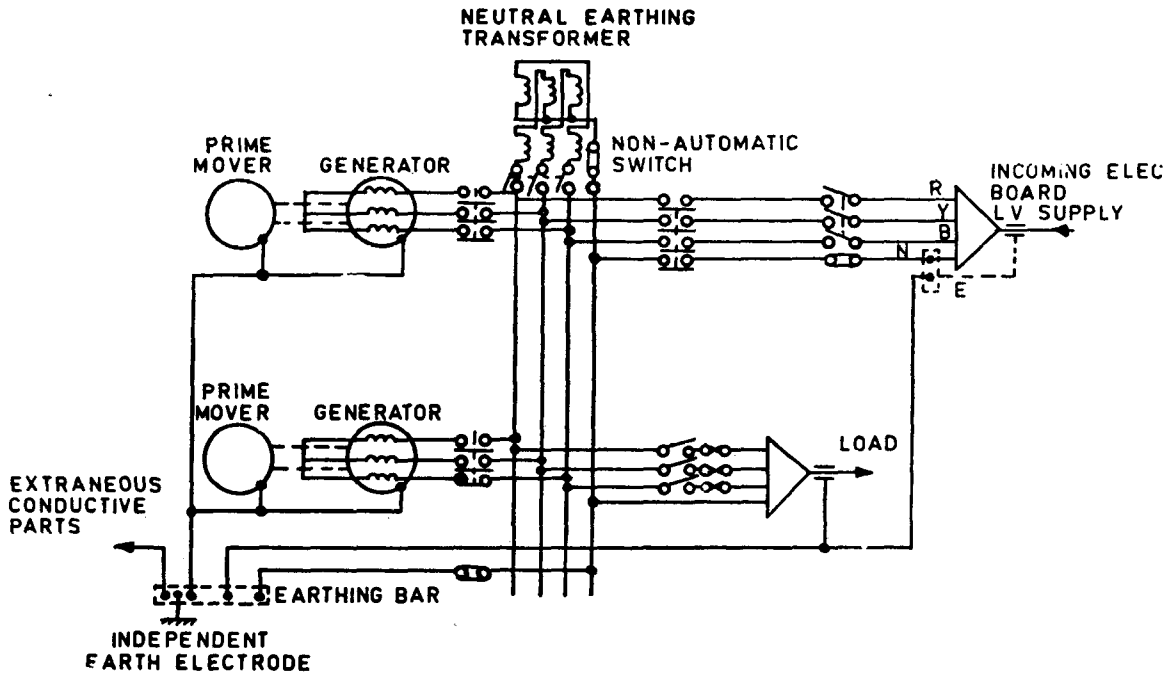 NEUTRAL EARTHING
TRANSFORMER
PRIME
MOVER
GENERATOR
NON-AUTOMATIC
SWITCH
INCOMING ELEC
BOARD
LV SUPPLY
R
Y
B
N
E
PRIME
MOVER
GENERATOR
LOAD
EXTRANEOUS
CONDUCTIVE
PARTS
EARTHING BAR
INDEPENDENT
EARTH ELECTRODE